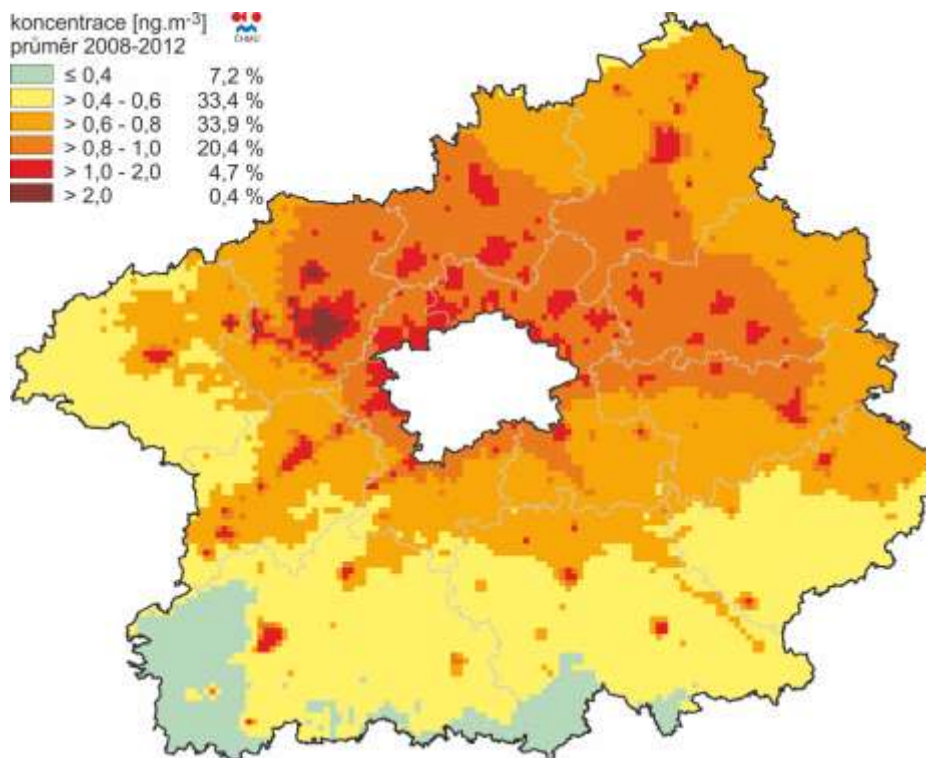 koncentrace [ng.m-3]
průměr 2008-2012
ČHMÚ
≤ 0,4 7,2 %
> 0,4 - 0,6 33,4 %
> 0,6 - 0,8 33,9 %
> 0,8 - 1,0 20,4 %
> 1,0 - 2,0 4,7 %
> 2.0 0,4 %